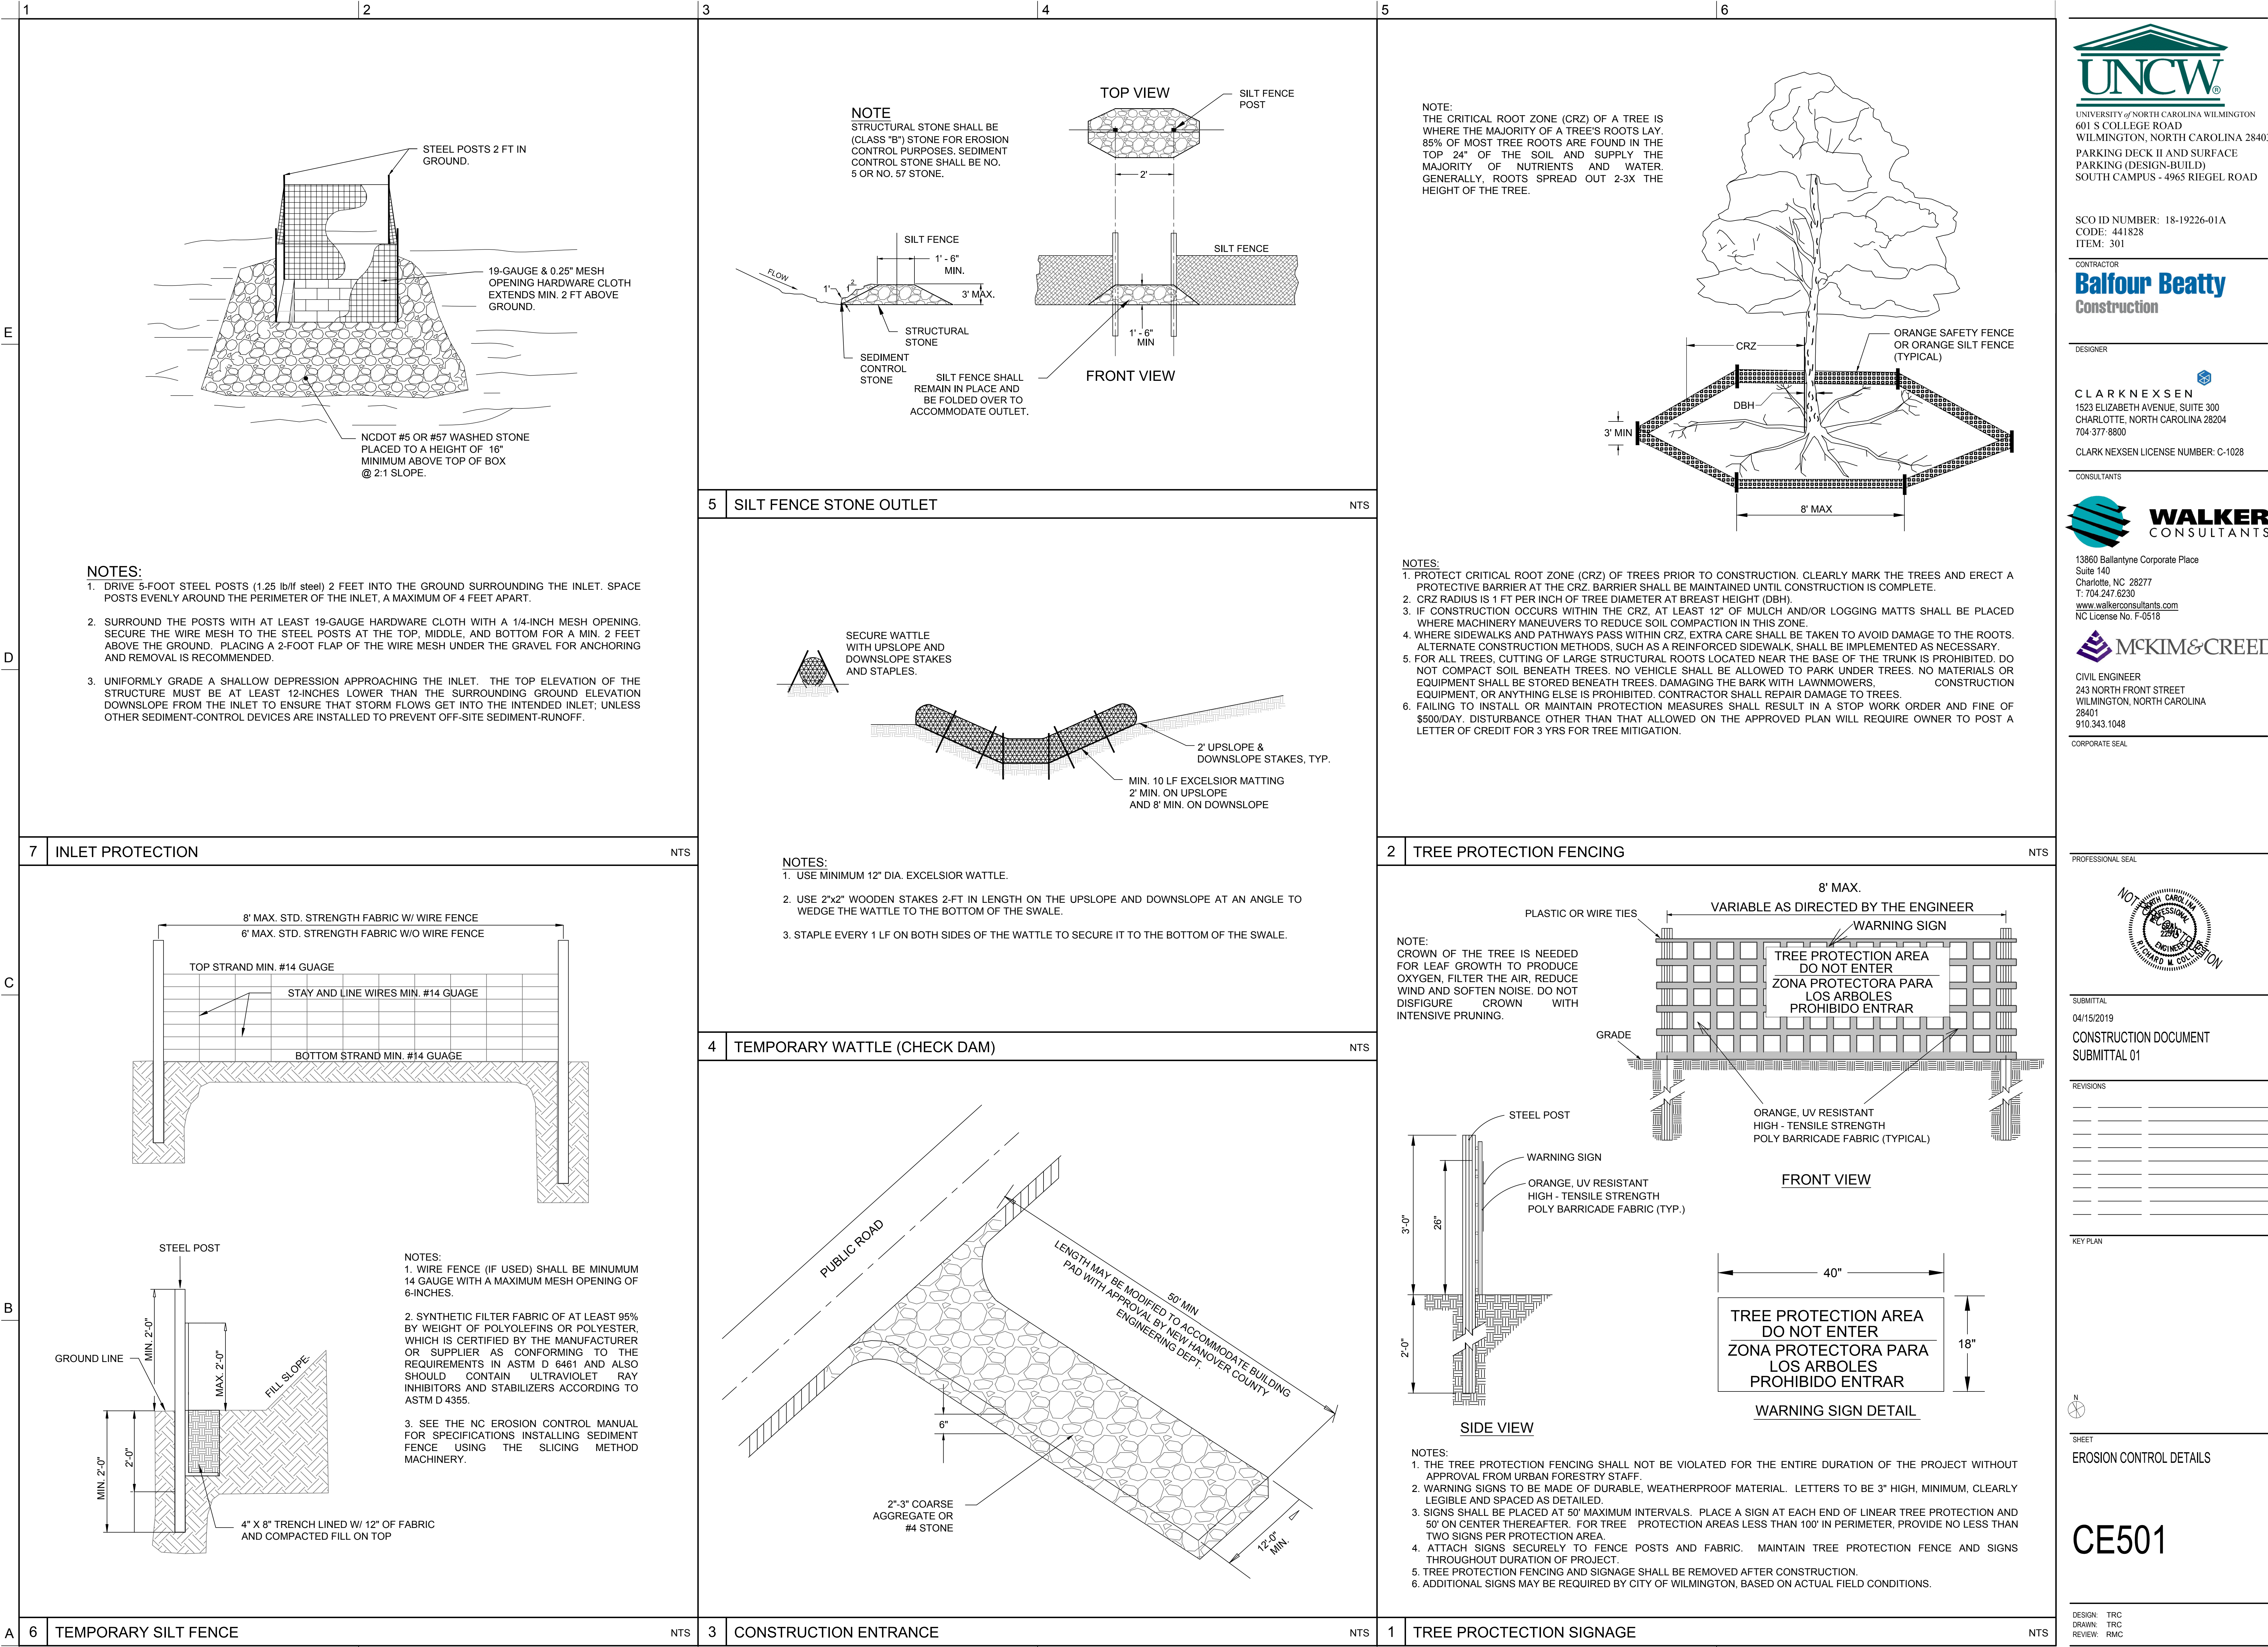 1
2
3
4
5
6
E
D
C
B
A
STEEL POSTS 2 FT IN
GROUND.
19-GAUGE & 0.25" MESH
OPENING HARDWARE CLOTH
EXTENDS MIN. 2 FT ABOVE
GROUND.
NCDOT #5 OR #57 WASHED STONE
PLACED TO A HEIGHT OF 16"
MINIMUM ABOVE TOP OF BOX
@ 2:1 SLOPE.
NOTES:
1. DRIVE 5-FOOT STEEL POSTS (1.25 lb/lf steel) 2 FEET INTO THE GROUND SURROUNDING THE INLET. SPACE
POSTS EVENLY AROUND THE PERIMETER OF THE INLET, A MAXIMUM OF 4 FEET APART.
2. SURROUND THE POSTS WITH AT LEAST 19-GAUGE HARDWARE CLOTH WITH A 1/4-INCH MESH OPENING.
SECURE THE WIRE MESH TO THE STEEL POSTS AT THE TOP, MIDDLE, AND BOTTOM FOR A MIN. 2 FEET
ABOVE THE GROUND. PLACING A 2-FOOT FLAP OF THE WIRE MESH UNDER THE GRAVEL FOR ANCHORING
AND REMOVAL IS RECOMMENDED.
3. UNIFORMLY GRADE A SHALLOW DEPRESSION APPROACHING THE INLET. THE TOP ELEVATION OF THE
STRUCTURE MUST BE AT LEAST 12-INCHES LOWER THAN THE SURROUNDING GROUND ELEVATION
DOWNSLOPE FROM THE INLET TO ENSURE THAT STORM FLOWS GET INTO THE INTENDED INLET; UNLESS
OTHER SEDIMENT-CONTROL DEVICES ARE INSTALLED TO PREVENT OFF-SITE SEDIMENT-RUNOFF.
7 INLET PROTECTION NTS
8' MAX. STD. STRENGTH FABRIC W/ WIRE FENCE
6' MAX. STD. STRENGTH FABRIC W/O WIRE FENCE
TOP STRAND MIN. #14 GUAGE
STAY AND LINE WIRES MIN. #14 GUAGE
BOTTOM STRAND MIN. #14 GUAGE
STEEL POST
MIN. 2'-0"
MAX. 2'-0"
GROUND LINE
FILL SLOPE.
MIN. 2'-0"
2'-0"
4" X 8" TRENCH LINED W/ 12" OF FABRIC
AND COMPACTED FILL ON TOP
NOTES:
1. WIRE FENCE (IF USED) SHALL BE MINUMUM
14 GAUGE WITH A MAXIMUM MESH OPENING OF
6-INCHES.
2. SYNTHETIC FILTER FABRIC OF AT LEAST 95%
BY WEIGHT OF POLYOLEFINS OR POLYESTER,
WHICH IS CERTIFIED BY THE MANUFACTURER
OR SUPPLIER AS CONFORMING TO THE
REQUIREMENTS IN ASTM D 6461 AND ALSO
SHOULD CONTAIN ULTRAVIOLET RAY
INHIBITORS AND STABILIZERS ACCORDING TO
ASTM D 4355.
3. SEE THE NC EROSION CONTROL MANUAL
FOR SPECIFICATIONS INSTALLING SEDIMENT
FENCE USING THE SLICING METHOD
MACHINERY.
6 TEMPORARY SILT FENCE NTS
TOP VIEW
SILT FENCE
POST
NOTE
STRUCTURAL STONE SHALL BE
(CLASS "B") STONE FOR EROSION
CONTROL PURPOSES. SEDIMENT
CONTROL STONE SHALL BE NO.
5 OR NO. 57 STONE.
2'
SILT FENCE
1' - 6"
MIN.
FLOW
1'
2
3' MAX.
STRUCTURAL
STONE
SEDIMENT
CONTROL
STONE
SILT FENCE
1' - 6"
MIN
SILT FENCE SHALL
REMAIN IN PLACE AND
BE FOLDED OVER TO
ACCOMMODATE OUTLET.
FRONT VIEW
5 SILT FENCE STONE OUTLET NTS
SECURE WATTLE
WITH UPSLOPE AND
DOWNSLOPE STAKES
AND STAPLES.
2' UPSLOPE &
DOWNSLOPE STAKES, TYP.
MIN. 10 LF EXCELSIOR MATTING
2' MIN. ON UPSLOPE
AND 8' MIN. ON DOWNSLOPE
NOTES:
1. USE MINIMUM 12" DIA. EXCELSIOR WATTLE.
2. USE 2"x2" WOODEN STAKES 2-FT IN LENGTH ON THE UPSLOPE AND DOWNSLOPE AT AN ANGLE TO
WEDGE THE WATTLE TO THE BOTTOM OF THE SWALE.
3. STAPLE EVERY 1 LF ON BOTH SIDES OF THE WATTLE TO SECURE IT TO THE BOTTOM OF THE SWALE.
4 TEMPORARY WATTLE (CHECK DAM) NTS
PUBLIC ROAD
50' MIN
LENGTH MAY BE MODIFIED TO ACCOMMODATE BUILDING
PAD WITH APPROVAL BY NEW HANOVER COUNTY
ENGINEERING DEPT.
6"
2"-3" COARSE
AGGREGATE OR
#4 STONE
12'-0"
MIN.
3 CONSTRUCTION ENTRANCE NTS
NOTE:
THE CRITICAL ROOT ZONE (CRZ) OF A TREE IS
WHERE THE MAJORITY OF A TREE'S ROOTS LAY.
85% OF MOST TREE ROOTS ARE FOUND IN THE
TOP 24" OF THE SOIL AND SUPPLY THE
MAJORITY OF NUTRIENTS AND WATER.
GENERALLY, ROOTS SPREAD OUT 2-3X THE
HEIGHT OF THE TREE.
ORANGE SAFETY FENCE
OR ORANGE SILT FENCE
(TYPICAL)
CRZ
DBH
3' MIN
8' MAX
NOTES:
1. PROTECT CRITICAL ROOT ZONE (CRZ) OF TREES PRIOR TO CONSTRUCTION. CLEARLY MARK THE TREES AND ERECT A
PROTECTIVE BARRIER AT THE CRZ. BARRIER SHALL BE MAINTAINED UNTIL CONSTRUCTION IS COMPLETE.
2. CRZ RADIUS IS 1 FT PER INCH OF TREE DIAMETER AT BREAST HEIGHT (DBH).
3. IF CONSTRUCTION OCCURS WITHIN THE CRZ, AT LEAST 12" OF MULCH AND/OR LOGGING MATTS SHALL BE PLACED
WHERE MACHINERY MANEUVERS TO REDUCE SOIL COMPACTION IN THIS ZONE.
4. WHERE SIDEWALKS AND PATHWAYS PASS WITHIN CRZ, EXTRA CARE SHALL BE TAKEN TO AVOID DAMAGE TO THE ROOTS.
ALTERNATE CONSTRUCTION METHODS, SUCH AS A REINFORCED SIDEWALK, SHALL BE IMPLEMENTED AS NECESSARY.
5. FOR ALL TREES, CUTTING OF LARGE STRUCTURAL ROOTS LOCATED NEAR THE BASE OF THE TRUNK IS PROHIBITED. DO
NOT COMPACT SOIL BENEATH TREES. NO VEHICLE SHALL BE ALLOWED TO PARK UNDER TREES. NO MATERIALS OR
EQUIPMENT SHALL BE STORED BENEATH TREES. DAMAGING THE BARK WITH LAWNMOWERS, CONSTRUCTION
EQUIPMENT, OR ANYTHING ELSE IS PROHIBITED. CONTRACTOR SHALL REPAIR DAMAGE TO TREES.
6. FAILING TO INSTALL OR MAINTAIN PROTECTION MEASURES SHALL RESULT IN A STOP WORK ORDER AND FINE OF
$500/DAY. DISTURBANCE OTHER THAN THAT ALLOWED ON THE APPROVED PLAN WILL REQUIRE OWNER TO POST A
LETTER OF CREDIT FOR 3 YRS FOR TREE MITIGATION.
2 TREE PROTECTION FENCING NTS
8' MAX.
VARIABLE AS DIRECTED BY THE ENGINEER
PLASTIC OR WIRE TIES
WARNING SIGN
NOTE:
CROWN OF THE TREE IS NEEDED
FOR LEAF GROWTH TO PRODUCE
OXYGEN, FILTER THE AIR, REDUCE
WIND AND SOFTEN NOISE. DO NOT
DISFIGURE CROWN WITH
INTENSIVE PRUNING.
TREE PROTECTION AREA
DO NOT ENTER
ZONA PROTECTORA PARA
LOS ARBOLES
PROHIBIDO ENTRAR
GRADE
ORANGE, UV RESISTANT
HIGH - TENSILE STRENGTH
POLY BARRICADE FABRIC (TYPICAL)
FRONT VIEW
STEEL POST
WARNING SIGN
ORANGE, UV RESISTANT
HIGH - TENSILE STRENGTH
POLY BARRICADE FABRIC (TYP.)
3'-0"
26"
2'-0"
SIDE VIEW
40"
TREE PROTECTION AREA
DO NOT ENTER
ZONA PROTECTORA PARA
LOS ARBOLES
PROHIBIDO ENTRAR
18"
WARNING SIGN DETAIL
NOTES:
1. THE TREE PROTECTION FENCING SHALL NOT BE VIOLATED FOR THE ENTIRE DURATION OF THE PROJECT WITHOUT
APPROVAL FROM URBAN FORESTRY STAFF.
2. WARNING SIGNS TO BE MADE OF DURABLE, WEATHERPROOF MATERIAL. LETTERS TO BE 3" HIGH, MINIMUM, CLEARLY
LEGIBLE AND SPACED AS DETAILED.
3. SIGNS SHALL BE PLACED AT 50' MAXIMUM INTERVALS. PLACE A SIGN AT EACH END OF LINEAR TREE PROTECTION AND
50' ON CENTER THEREAFTER. FOR TREE PROTECTION AREAS LESS THAN 100' IN PERIMETER, PROVIDE NO LESS THAN
TWO SIGNS PER PROTECTION AREA.
4. ATTACH SIGNS SECURELY TO FENCE POSTS AND FABRIC. MAINTAIN TREE PROTECTION FENCE AND SIGNS
THROUGHOUT DURATION OF PROJECT.
5. TREE PROTECTION FENCING AND SIGNAGE SHALL BE REMOVED AFTER CONSTRUCTION.
6. ADDITIONAL SIGNS MAY BE REQUIRED BY CITY OF WILMINGTON, BASED ON ACTUAL FIELD CONDITIONS.
1 TREE PROCTECTION SIGNAGE NTS
UNCW®
UNIVERSITY of NORTH CAROLINA WILMINGTON
601 S COLLEGE ROAD
WILMINGTON, NORTH CAROLINA 2840
PARKING DECK II AND SURFACE
PARKING (DESIGN-BUILD)
SOUTH CAMPUS - 4965 RIEGEL ROAD
SCO ID NUMBER: 18-19226-01A
CODE: 441828
ITEM: 301
CONTRACTOR
Balfour Beatty
Construction
DESIGNER
CLARKNEXSEN
1523 ELIZABETH AVENUE, SUITE 300
CHARLOTTE, NORTH CAROLINA 28204
704·377·8800
CLARK NEXSEN LICENSE NUMBER: C-1028
CONSULTANTS
WALKER
CONSULTANTS
13860 Ballantyne Corporate Place
Suite 140
Charlotte, NC 28277
T: 704.247.6230
www.walkerconsultants.com
NC License No. F-0518
McKIM&CREED
CIVIL ENGINEER
243 NORTH FRONT STREET
WILMINGTON, NORTH CAROLINA
28401
910.343.1048
CORPORATE SEAL
PROFESSIONAL SEAL
NORTH CAROLINA
PROFESSIONAL
SEAL
ENGINEER
RICHARD M.
SUBMITTAL
04/15/2019
CONSTRUCTION DOCUMENT
SUBMITTAL 01
REVISIONS
KEY PLAN
N
SHEET
EROSION CONTROL DETAILS
CE501
DESIGN: TRC
DRAWN: TRC
REVIEW: RMC